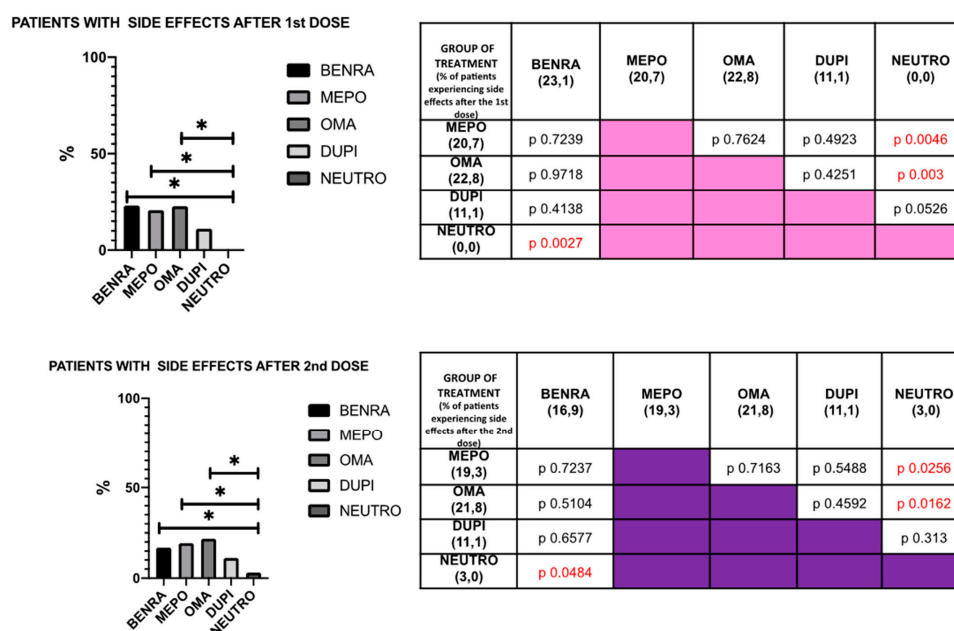 PATIENTS WITH SIDE EFFECTS AFTER 1st DOSE
100
50
0
%
BENRA
MEPO
OMA
DUPI
NEUTRO
*
*
*
BENRA
MEPO
OMA
DUPI
NEUTRO
GROUP OF
TREATMENT
(% of patients
experiencing side
effects after the 1st
dose)
BENRA
(23,1)
MEPO
(20,7)
OMA
(22,8)
DUPI
(11,1)
NEUTRO
(0,0)
MEPO
(20,7)
p 0.7239
p 0.7624
p 0.4923
p 0.0046
OMA
(22,8)
p 0.9718
p 0.4251
p 0.003
DUPI
(11,1)
p 0.4138
p 0.0526
NEUTRO
(0,0)
p 0.0027
PATIENTS WITH SIDE EFFECTS AFTER 2nd DOSE
100
50
0
%
BENRA
MEPO
OMA
DUPI
NEUTRO
*
*
*
BENRA
MEPO
OMA
DUPI
NEUTRO
GROUP OF
TREATMENT
(% of patients
experiencing side
effects after the 2nd
dose)
BENRA
(16,9)
MEPO
(19,3)
OMA
(21,8)
DUPI
(11,1)
NEUTRO
(3,0)
MEPO
(19,3)
p 0.7237
p 0.7163
p 0.5488
p 0.0256
OMA
(21,8)
p 0.5104
p 0.4592
p 0.0162
DUPI
(11,1)
p 0.6577
p 0.313
NEUTRO
(3,0)
p 0.0484